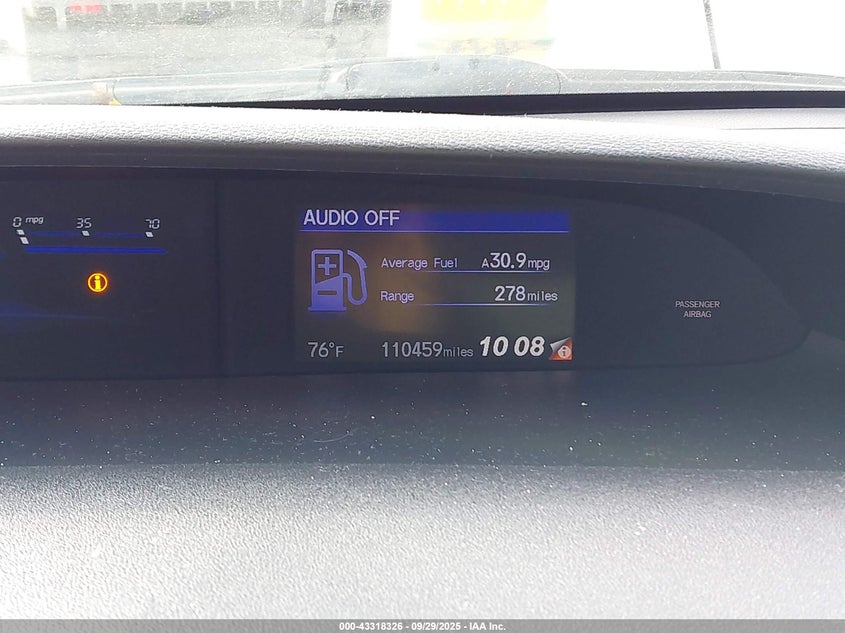 0 mpg 35 70
AUDIO OFF
Average Fuel A30.9mpg
Range 278miles
PASSENGER
AIRBAG
76°F 110459miles 10 08
000-43318326 - 09/29/2025 - IAA Inc.